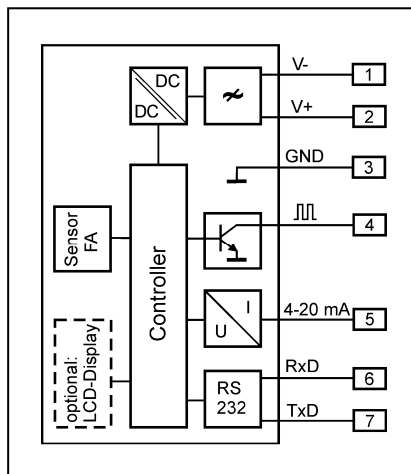 DC
DC
V-
1
V+
2
GND
3
4
Sensor
FA
Controller
U
I
4-20 mA
5
optional:
LCD-Display
RS
232
RxD
6
TxD
7